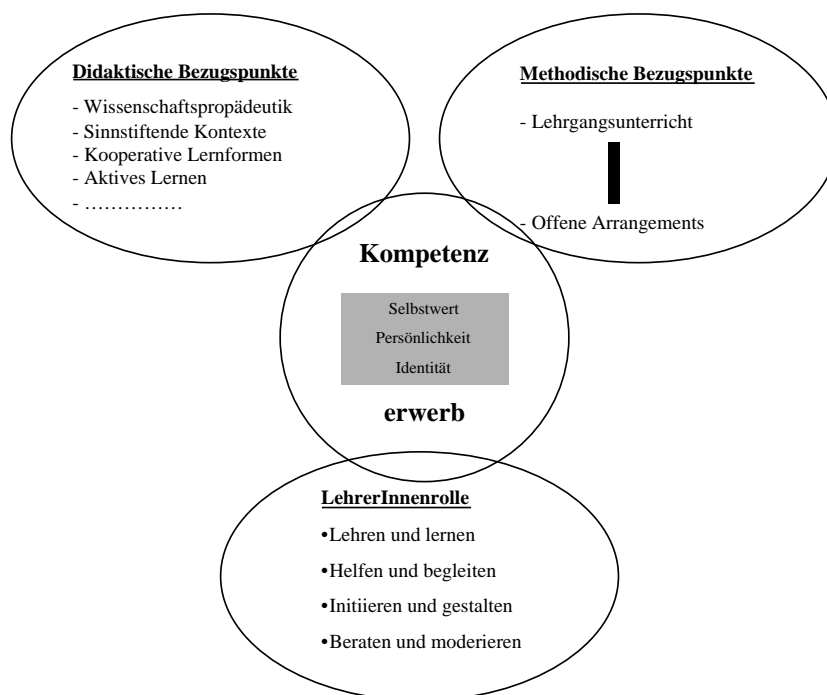 Didaktische Bezugspunkte
- Wissenschaftspropädeutik
- Sinnstiftende Kontexte
- Kooperative Lernformen
- Aktives Lernen
- ……………
Methodische Bezugspunkte
- Lehrgangsunterricht
- Offene Arrangements
Kompetenz
Selbstwert
Persönlichkeit
Identität
erwerb
LehrerInnenrolle
•Lehren und lernen
•Helfen und begleiten
•Initiieren und gestalten
•Beraten und moderieren